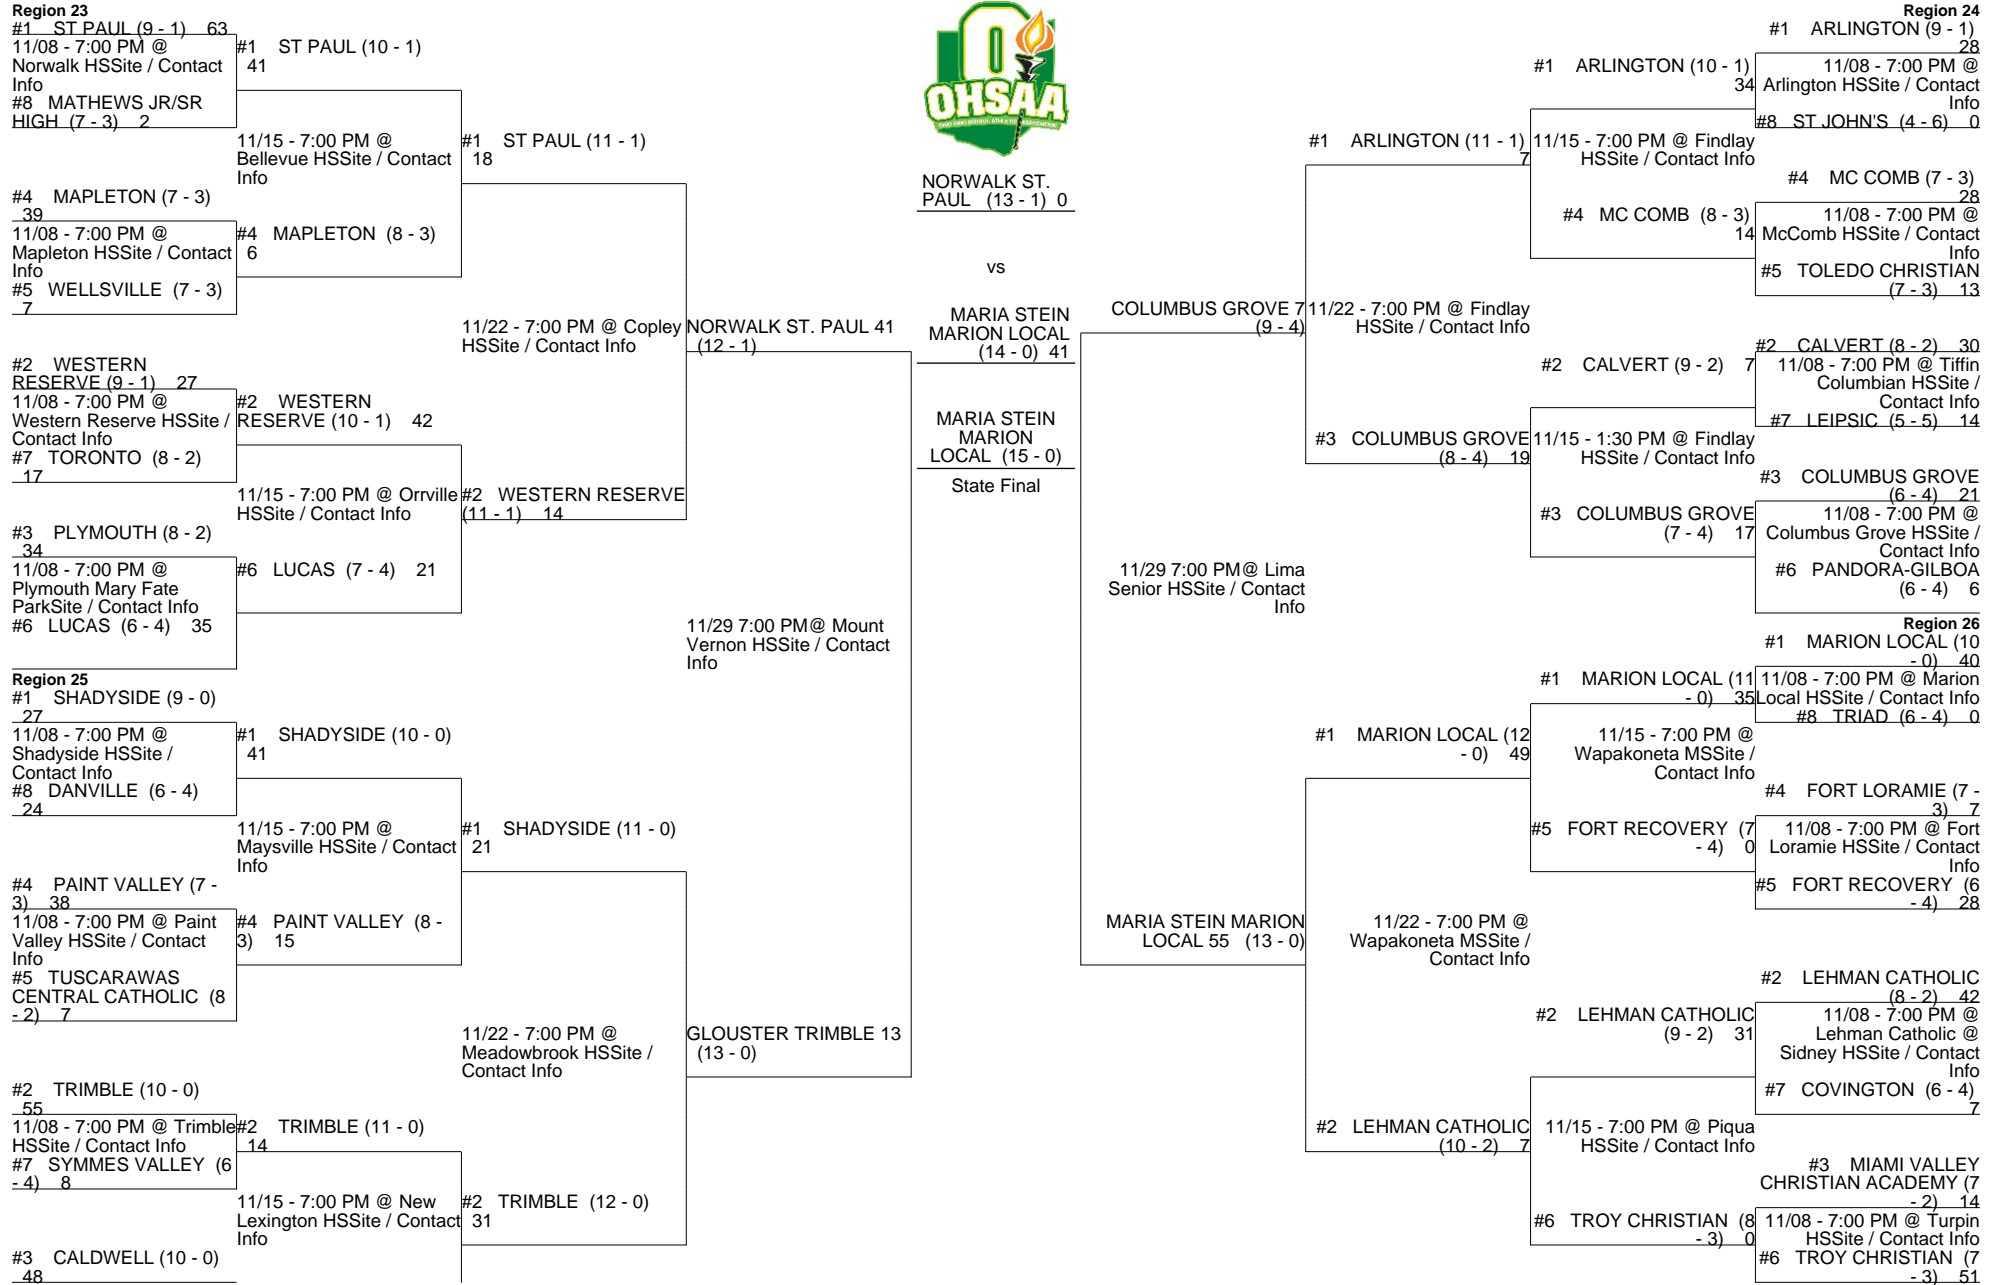 Region 23
#1 ST PAUL (9 - 1) 63
11/08 - 7:00 PM @
Norwalk HSSite / Contact
Info
#8 MATHEWS JR/SR
HIGH (7 - 3) 2
#4 MAPLETON (7 - 3)
39
11/08 - 7:00 PM @
Mapleton HSSite / Contact
Info
#5 WELLSVILLE (7 - 3)
7
#2 WESTERN
RESERVE (9 - 1) 27
11/08 - 7:00 PM @
Western Reserve HSSite /
Contact Info
#7 TORONTO (8 - 2)
17
#3 PLYMOUTH (8 - 2)
34
11/08 - 7:00 PM @
Plymouth Mary Fate
ParkSite / Contact Info
#6 LUCAS (6 - 4) 35
Region 25
#1 SHADYSIDE (9 - 0)
27
11/08 - 7:00 PM @
Shadyside HSSite /
Contact Info
#8 DANVILLE (6 - 4)
24
#4 PAINT VALLEY (7 -
3) 38
11/08 - 7:00 PM @ Paint
Valley HSSite / Contact
Info
#5 TUSCARAWAS
CENTRAL CATHOLIC (8
- 2) 7
#2 TRIMBLE (10 - 0)
55
11/08 - 7:00 PM @ Trimble
HSSite / Contact Info
#7 SYMMES VALLEY (6
- 4) 8
#3 CALDWELL (10 - 0)
48
#1 ST PAUL (10 - 1)
41
11/15 - 7:00 PM @
Bellevue HSSite / Contact
Info
#4 MAPLETON (8 - 3)
6
#2 WESTERN
RESERVE (10 - 1) 42
11/15 - 7:00 PM @ Orrville
HSSite / Contact Info
#6 LUCAS (7 - 4) 21
#1 SHADYSIDE (10 - 0)
41
11/15 - 7:00 PM @
Maysville HSSite / Contact
Info
#4 PAINT VALLEY (8 -
3) 15
#2 TRIMBLE (11 - 0)
14
11/15 - 7:00 PM @ New
Lexington HSSite / Contact
Info
#1 ST PAUL (11 - 1)
18
11/22 - 7:00 PM @ Copley
HSSite / Contact Info
#2 WESTERN RESERVE
(11 - 1) 14
#1 SHADYSIDE (11 - 0)
21
11/22 - 7:00 PM @
Meadowbrook HSSite /
Contact Info
#2 TRIMBLE (12 - 0)
31
NORWALK ST. PAUL 41
(12 - 1)
11/29 7:00 PM@ Mount
Vernon HSSite / Contact
Info
GLOUSTER TRIMBLE 13
(13 - 0)
OHSAA
NORWALK ST.
PAUL (13 - 1) 0
vs
MARIA STEIN
MARION LOCAL
(14 - 0) 41
MARIA STEIN
MARION
LOCAL (15 - 0)
State Final
COLUMBUS GROVE 7
(9 - 4)
11/29 7:00 PM@ Lima
Senior HSSite / Contact
Info
MARIA STEIN MARION
LOCAL 55 (13 - 0)
#1 ARLINGTON (11 - 1)
7
11/22 - 7:00 PM @ Findlay
HSSite / Contact Info
#3 COLUMBUS GROVE
(8 - 4) 19
#1 MARION LOCAL (12
- 0) 49
11/22 - 7:00 PM @
Wapakoneta MSSite /
Contact Info
#2 LEHMAN CATHOLIC
(10 - 2) 7
#1 ARLINGTON (10 - 1)
34
11/15 - 7:00 PM @ Findlay
HSSite / Contact Info
#4 MC COMB (8 - 3)
14
#2 CALVERT (9 - 2) 7
11/15 - 1:30 PM @ Findlay
HSSite / Contact Info
#3 COLUMBUS GROVE
(7 - 4) 17
#1 MARION LOCAL (11
- 0) 35
11/15 - 7:00 PM @
Wapakoneta MSSite /
Contact Info
#5 FORT RECOVERY (7
- 4) 0
#2 LEHMAN CATHOLIC
(9 - 2) 31
11/15 - 7:00 PM @ Piqua
HSSite / Contact Info
#6 TROY CHRISTIAN (8
- 3) 0
Region 24
#1 ARLINGTON (9 - 1)
28
11/08 - 7:00 PM @
Arlington HSSite / Contact
Info
#8 ST JOHN'S (4 - 6) 0
#4 MC COMB (7 - 3)
28
11/08 - 7:00 PM @
McComb HSSite / Contact
Info
#5 TOLEDO CHRISTIAN
(7 - 3) 13
#2 CALVERT (8 - 2) 30
11/08 - 7:00 PM @ Tiffin
Columbian HSSite /
Contact Info
#7 LEIPSIC (5 - 5) 14
#3 COLUMBUS GROVE
(6 - 4) 21
11/08 - 7:00 PM @
Columbus Grove HSSite /
Contact Info
#6 PANDORA-GILBOA
(6 - 4) 6
Region 26
#1 MARION LOCAL (10
- 0) 40
11/08 - 7:00 PM @ Marion
Local HSSite / Contact Info
#8 TRIAD (6 - 4) 0
#4 FORT LORAMIE (7 -
3) 7
11/08 - 7:00 PM @ Fort
Loramie HSSite / Contact
Info
#5 FORT RECOVERY (6
- 4) 28
#2 LEHMAN CATHOLIC
(8 - 2) 42
11/08 - 7:00 PM @
Lehman Catholic @
Sidney HSSite / Contact
Info
#7 COVINGTON (6 - 4)
7
#3 MIAMI VALLEY
CHRISTIAN ACADEMY (7
- 2) 14
11/08 - 7:00 PM @ Turpin
HSSite / Contact Info
#6 TROY CHRISTIAN (7
- 3) 51